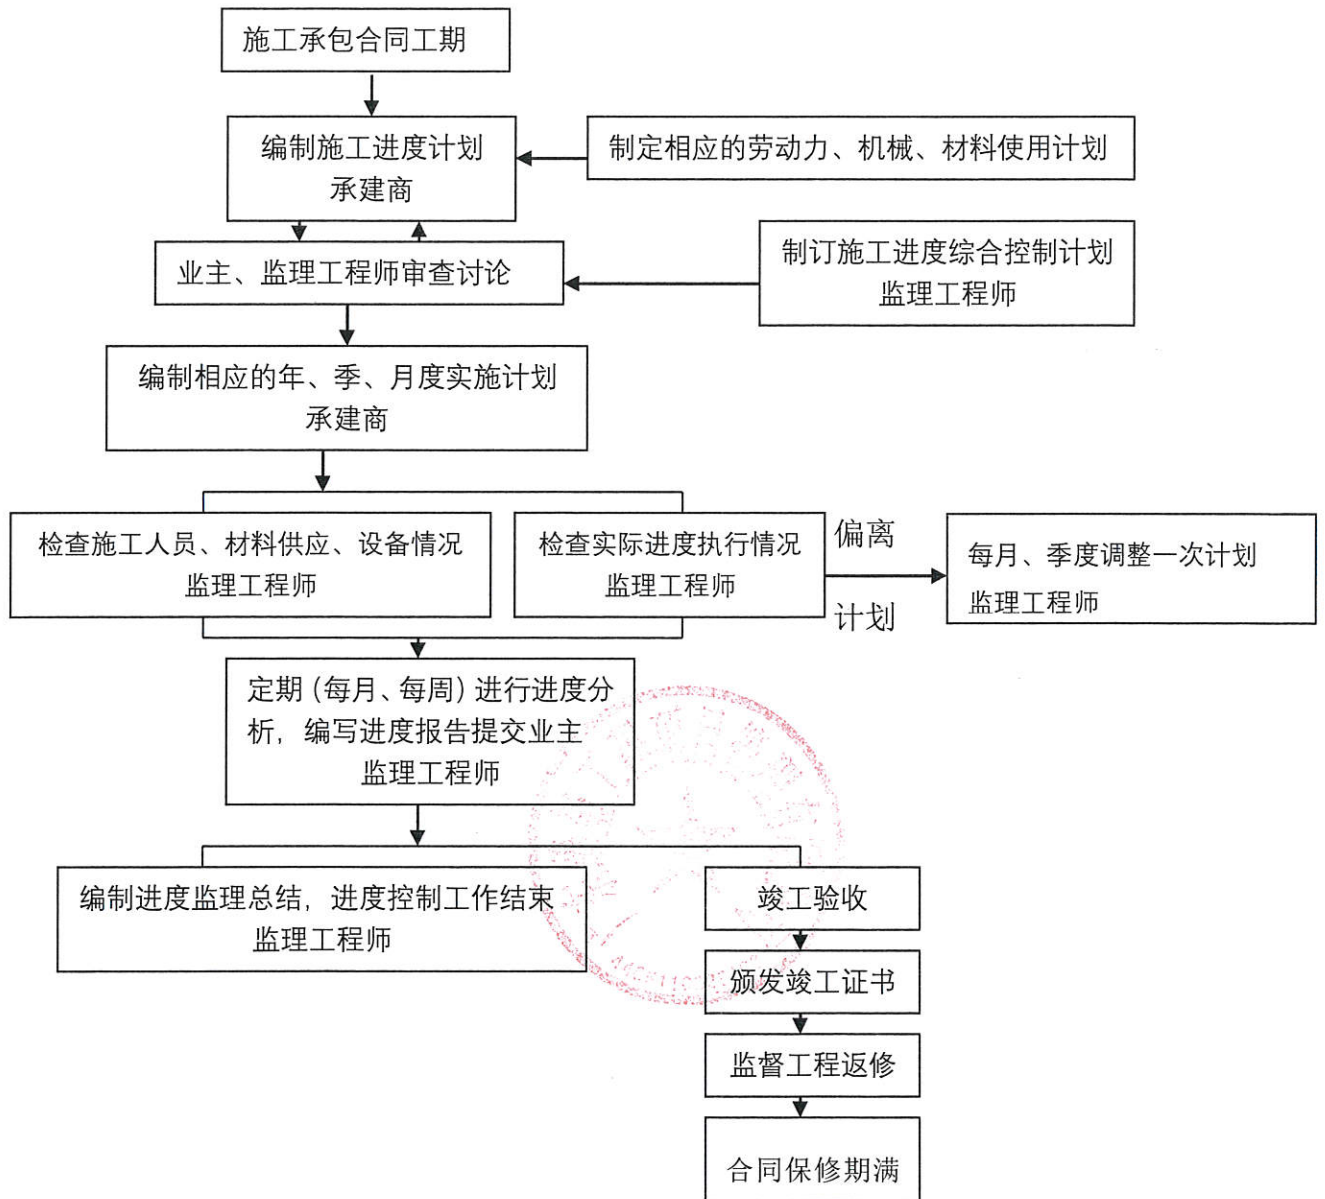 施工承包合同工期
编制施工进度计划
承建商
制定相应的劳动力、机械、材料使用计划
业主、监理工程师审查讨论
制订施工进度综合控制计划
监理工程师
编制相应的年、季、月度实施计划
承建商
检查施工人员、材料供应、设备情况
监理工程师
检查实际进度执行情况
监理工程师
偏离
计划
每月、季度调整一次计划
监理工程师
定期（每月、每周）进行进度分
析，编写进度报告提交业主
监理工程师
编制进度监理总结，进度控制工作结束
监理工程师
竣工验收
颁发竣工证书
监督工程返修
合同保修期满